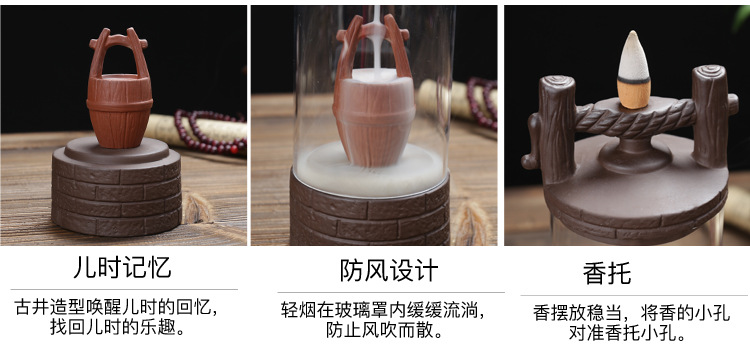 儿时记忆
古井造型唤醒儿时的回忆，
找回儿时的乐趣。
防风设计
轻烟在玻璃罩内缓缓流淌，
防止风吹而散。
香托
香摆放稳当，将香的小孔
对准香托小孔。